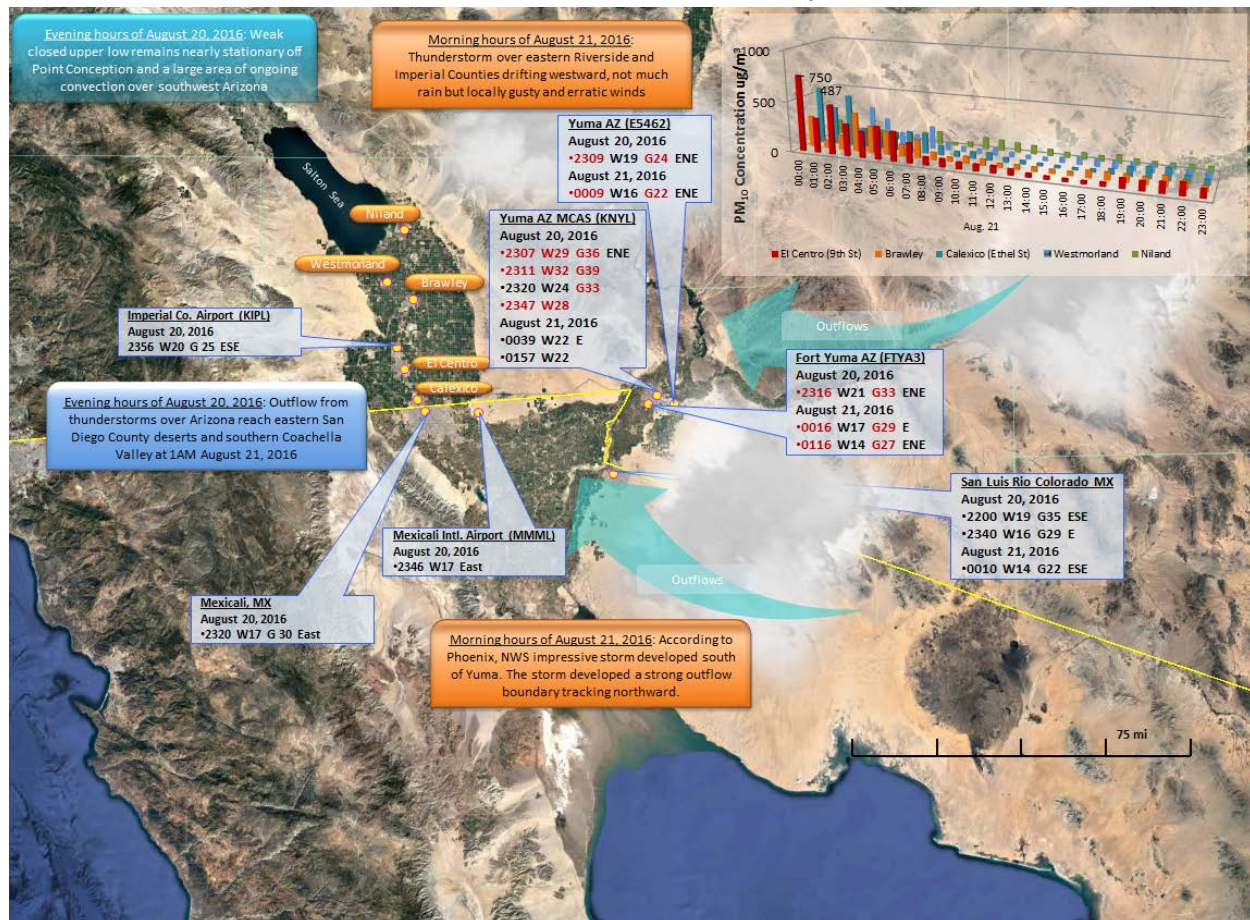 Evening hours of August 20, 2016: Weak
closed upper low remains nearly stationary off
Point Conception and a large area of ongoing
convection over southwest Arizona
Morning hours of August 21, 2016:
Thunderstorm over eastern Riverside and
Imperial Counties drifting westward, not much
rain but locally gusty and erratic winds
PM10 Concentration ug/m3
1000
500
0
750
487
00:00
01:00
02:00
03:00
04:00
05:00
06:00
07:00
08:00
09:00
10:00
11:00
12:00
13:00
14:00
15:00
16:00
17:00
18:00
19:00
20:00
21:00
22:00
23:00
Aug. 21
El Centro (9th St)
Brawley
Calexico (Ethel St)
Westmorland
Niland
Yuma AZ (E5462)
August 20, 2016
•2309 W19 G24 ENE
August 21, 2016
•0009 W16 G22 ENE
Salton Sea
Niland
Westmorland
Brawley
El Centro
Calexico
Yuma AZ MCAS (KNYL)
August 20, 2016
•2307 W29 G36 ENE
•2311 W32 G39
•2320 W24 G33
•2347 W28
August 21, 2016
•0039 W22 E
•0157 W22
Imperial Co. Airport (KIPL)
August 20, 2016
2356 W20 G 25 ESE
Outflows
Fort Yuma AZ (FTYA3)
August 20, 2016
•2316 W21 G33 ENE
August 21, 2016
•0016 W17 G29 E
•0116 W14 G27 ENE
Evening hours of August 20, 2016: Outflow from
thunderstorms over Arizona reach eastern San
Diego County deserts and southern Coachella
Valley at 1AM August 21, 2016
San Luis Rio Colorado MX
August 20, 2016
•2200 W19 G35 ESE
•2340 W16 G29 E
August 21, 2016
•0010 W14 G22 ESE
Mexicali Intl. Airport (MMML)
August 20, 2016
•2346 W17 East
Outflows
Mexicali, MX
August 20, 2016
•2320 W17 G 30 East
Morning hours of August 21, 2016: According to
Phoenix, NWS impressive storm developed south
of Yuma. The storm developed a strong outflow
boundary tracking northward.
75 mi